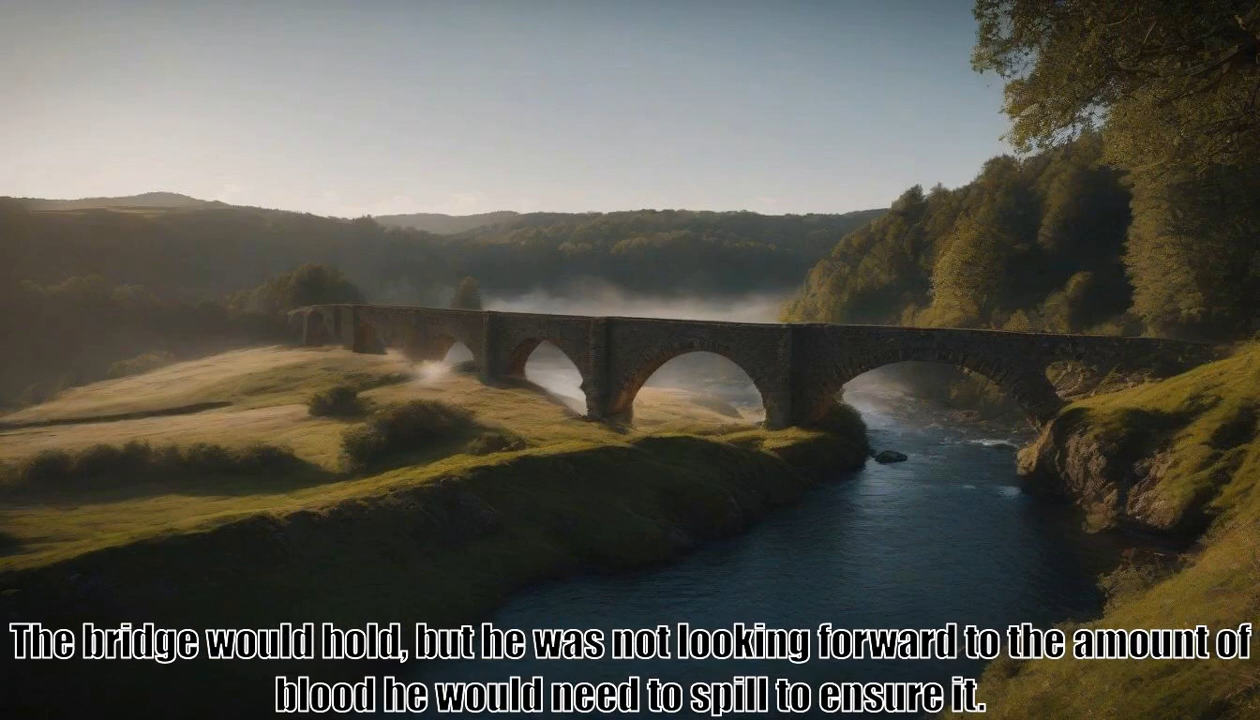 The bridge would hold, but he was not looking forward to the amount of
blood he would need to spill to ensure it.